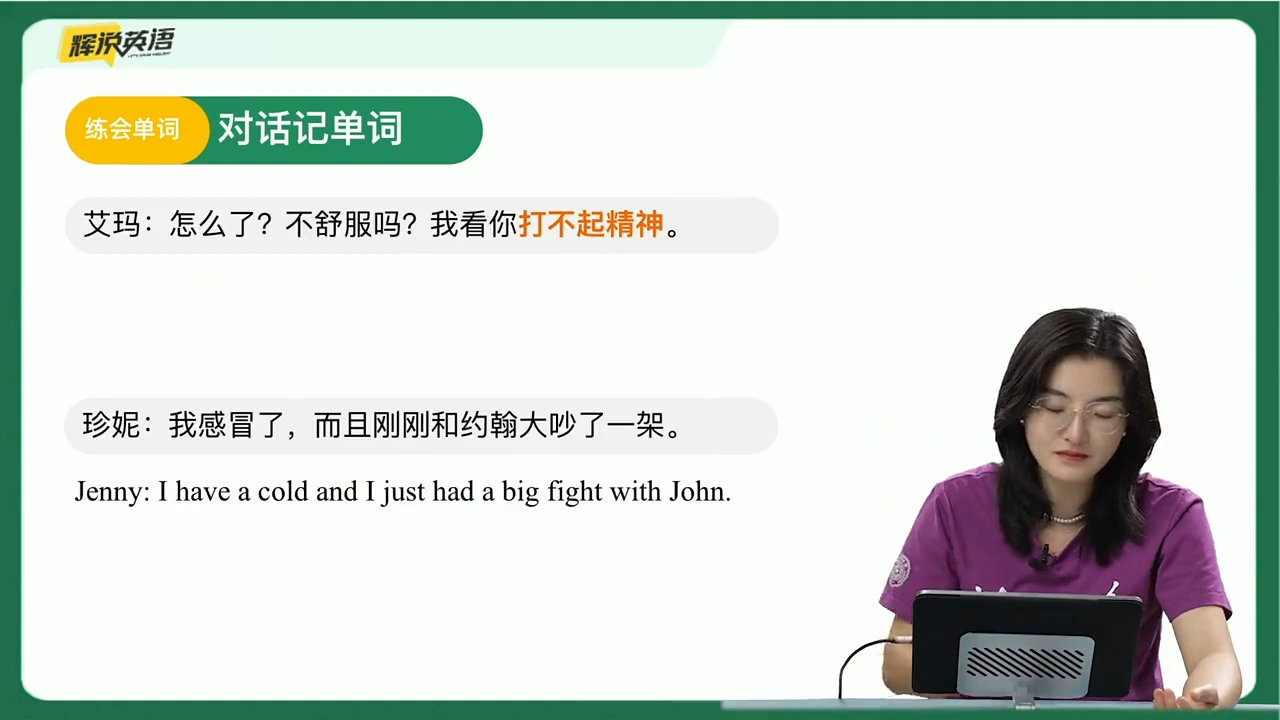 辉说英语
练会单词
对话记单词
艾玛：怎么了？不舒服吗？我看你打不起精神。
珍妮：我感冒了，而且刚刚和约翰大吵了一架。
Jenny: I have a cold and I just had a big fight with John.